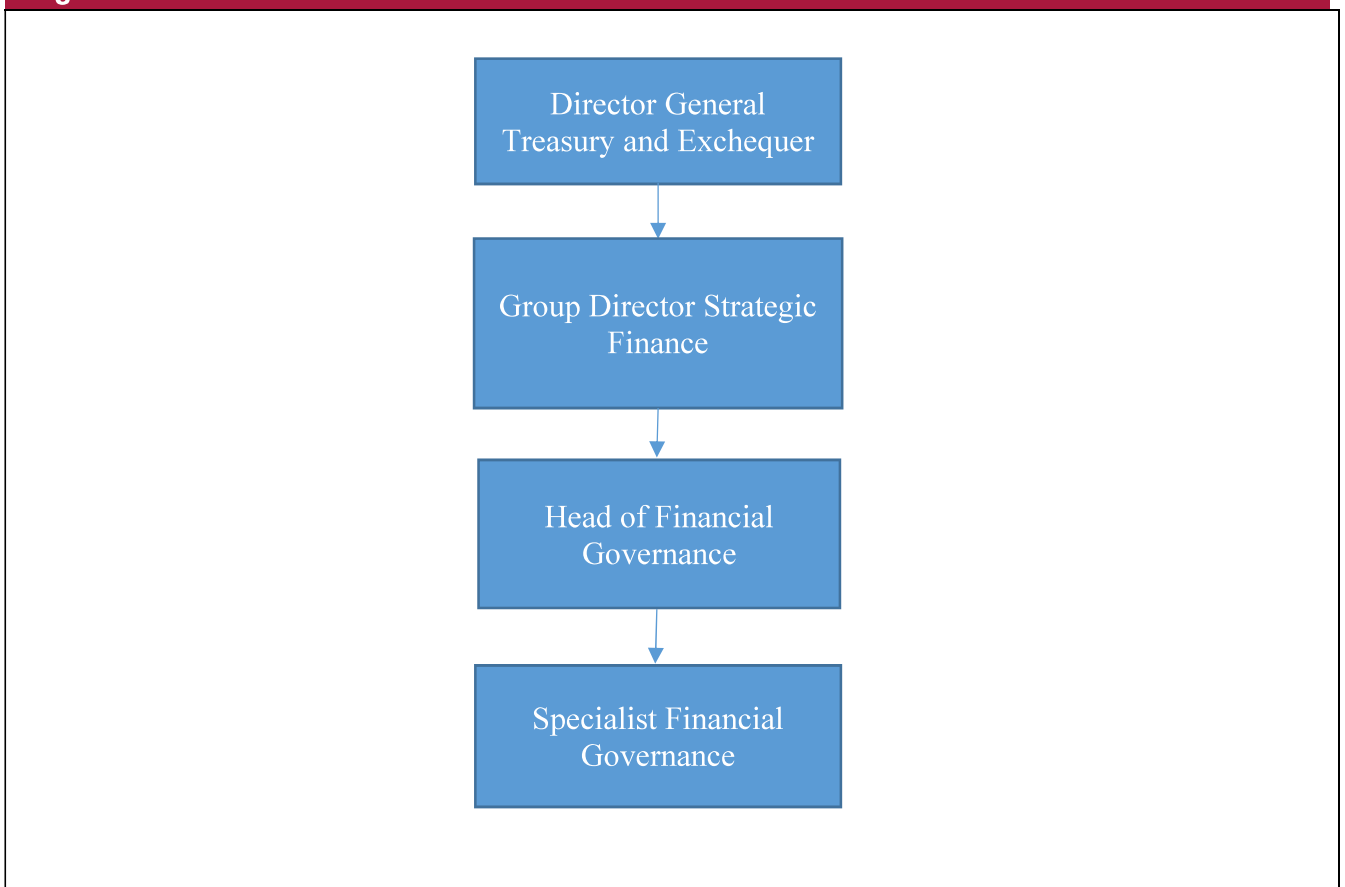 Director General
Treasury and Exchequer
Group Director Strategic
Finance
Head of Financial
Governance
Specialist Financial
Governance